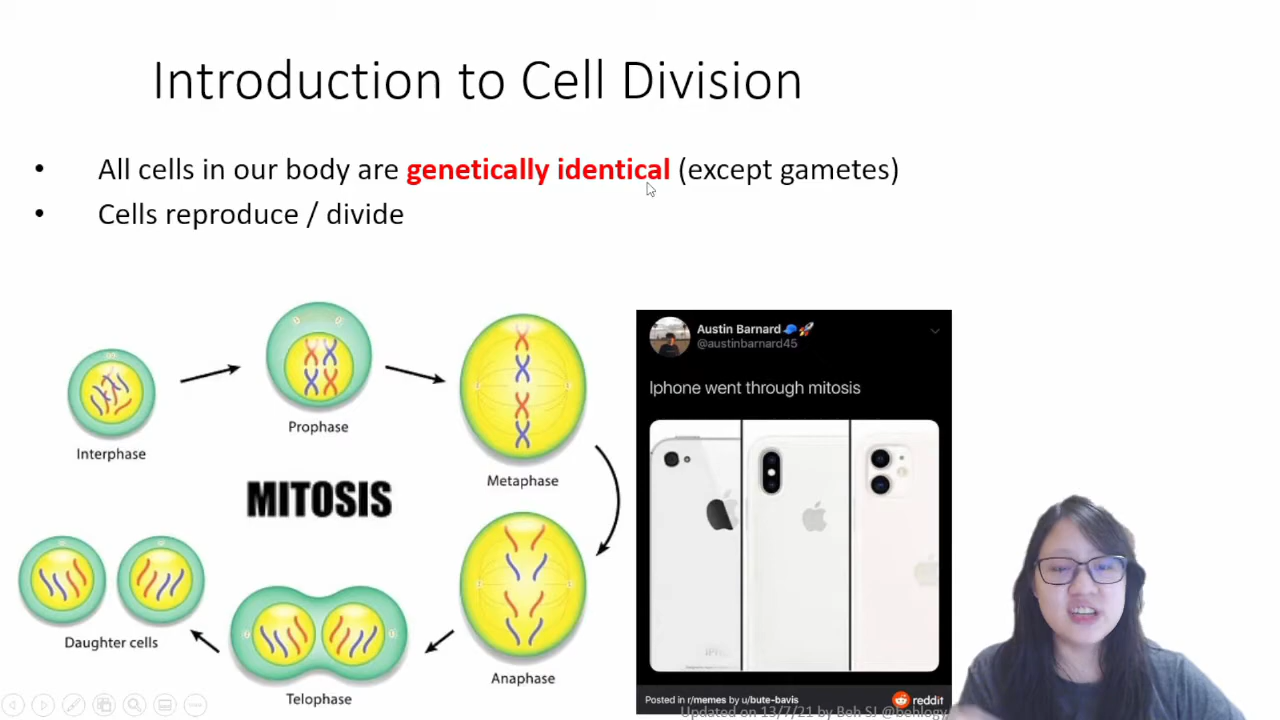 Introduction to Cell Division
• All cells in our body are genetically identical (except gametes)
• Cells reproduce / divide
Interphase
Prophase
Metaphase
MITOSIS
Daughter cells
Telophase
Anaphase
Austin Barnard
@austinbarnard45
Iphone went through mitosis
Posted in r/memes by u/bute-bavis
reddit
Updated on 13/7/21 by Beh SJ @behlogy